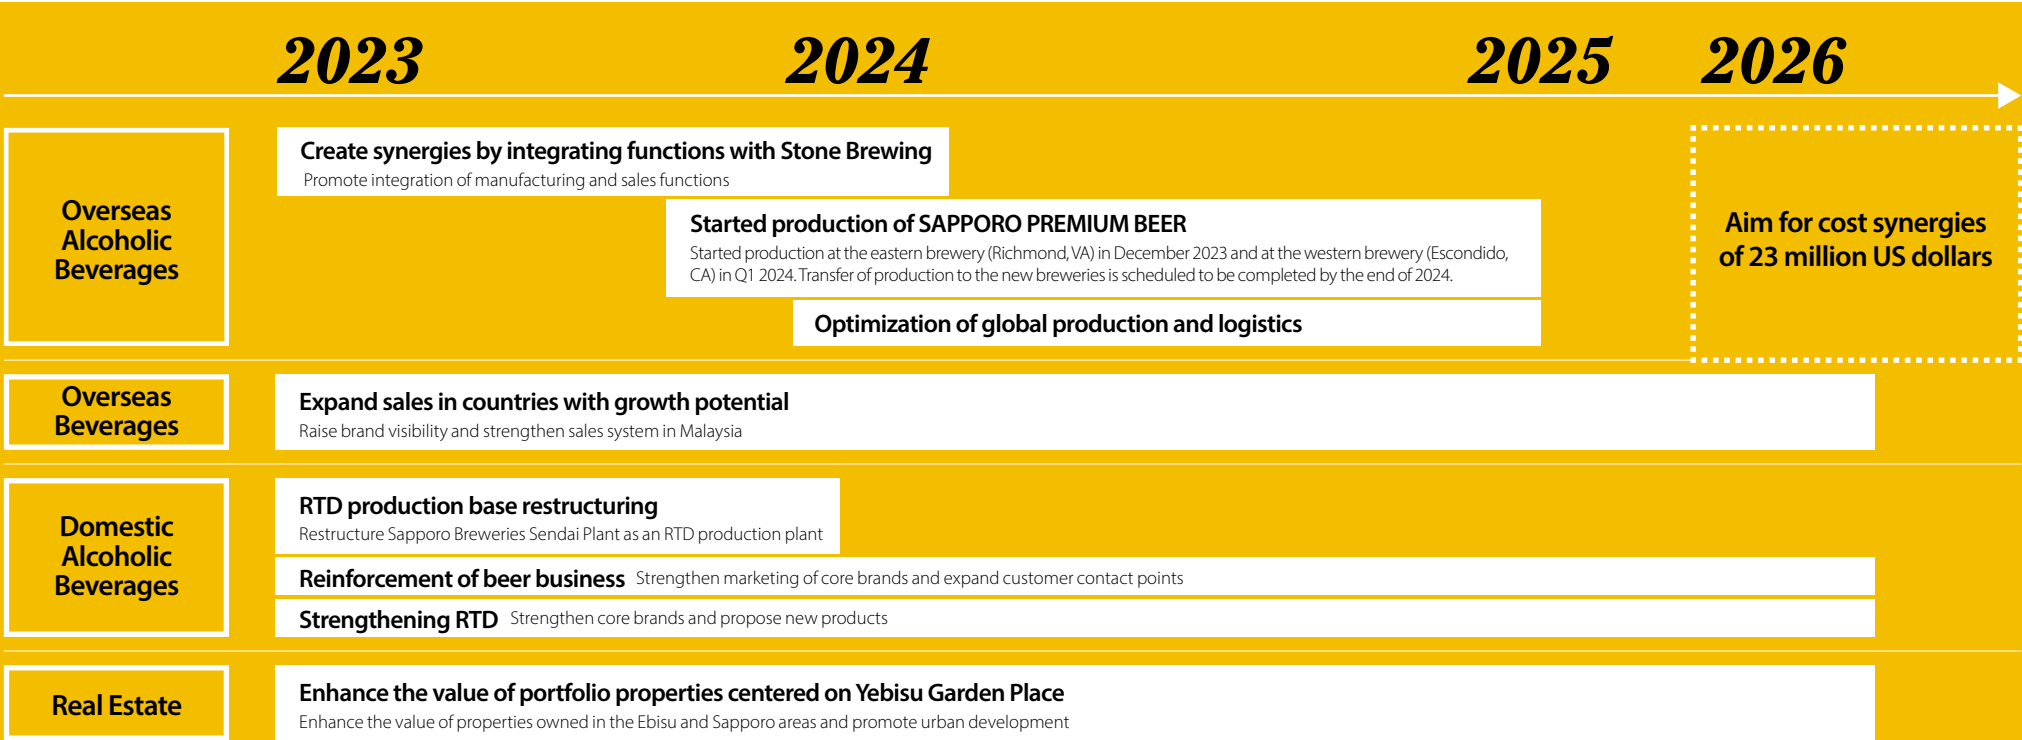 2023 2024 2025 2026
Overseas
Alcoholic
Beverages
Create synergies by integrating functions with Stone Brewing
Promote integration of manufacturing and sales functions
Started production of SAPPORO PREMIUM BEER
Started production at the eastern brewery (Richmond, VA) in December 2023 and at the western brewery (Escondido,
CA) in Q1 2024. Transfer of production to the new breweries is scheduled to be completed by the end of 2024.
Optimization of global production and logistics
Aim for cost synergies
of 23 million US dollars
Overseas
Beverages
Expand sales in countries with growth potential
Raise brand visibility and strengthen sales system in Malaysia
Domestic
Alcoholic
Beverages
RTD production base restructuring
Restructure Sapporo Breweries Sendai Plant as an RTD production plant
Reinforcement of beer business Strengthen marketing of core brands and expand customer contact points
Strengthening RTD Strengthen core brands and propose new products
Real Estate
Enhance the value of portfolio properties centered on Yebisu Garden Place
Enhance the value of properties owned in the Ebisu and Sapporo areas and promote urban development